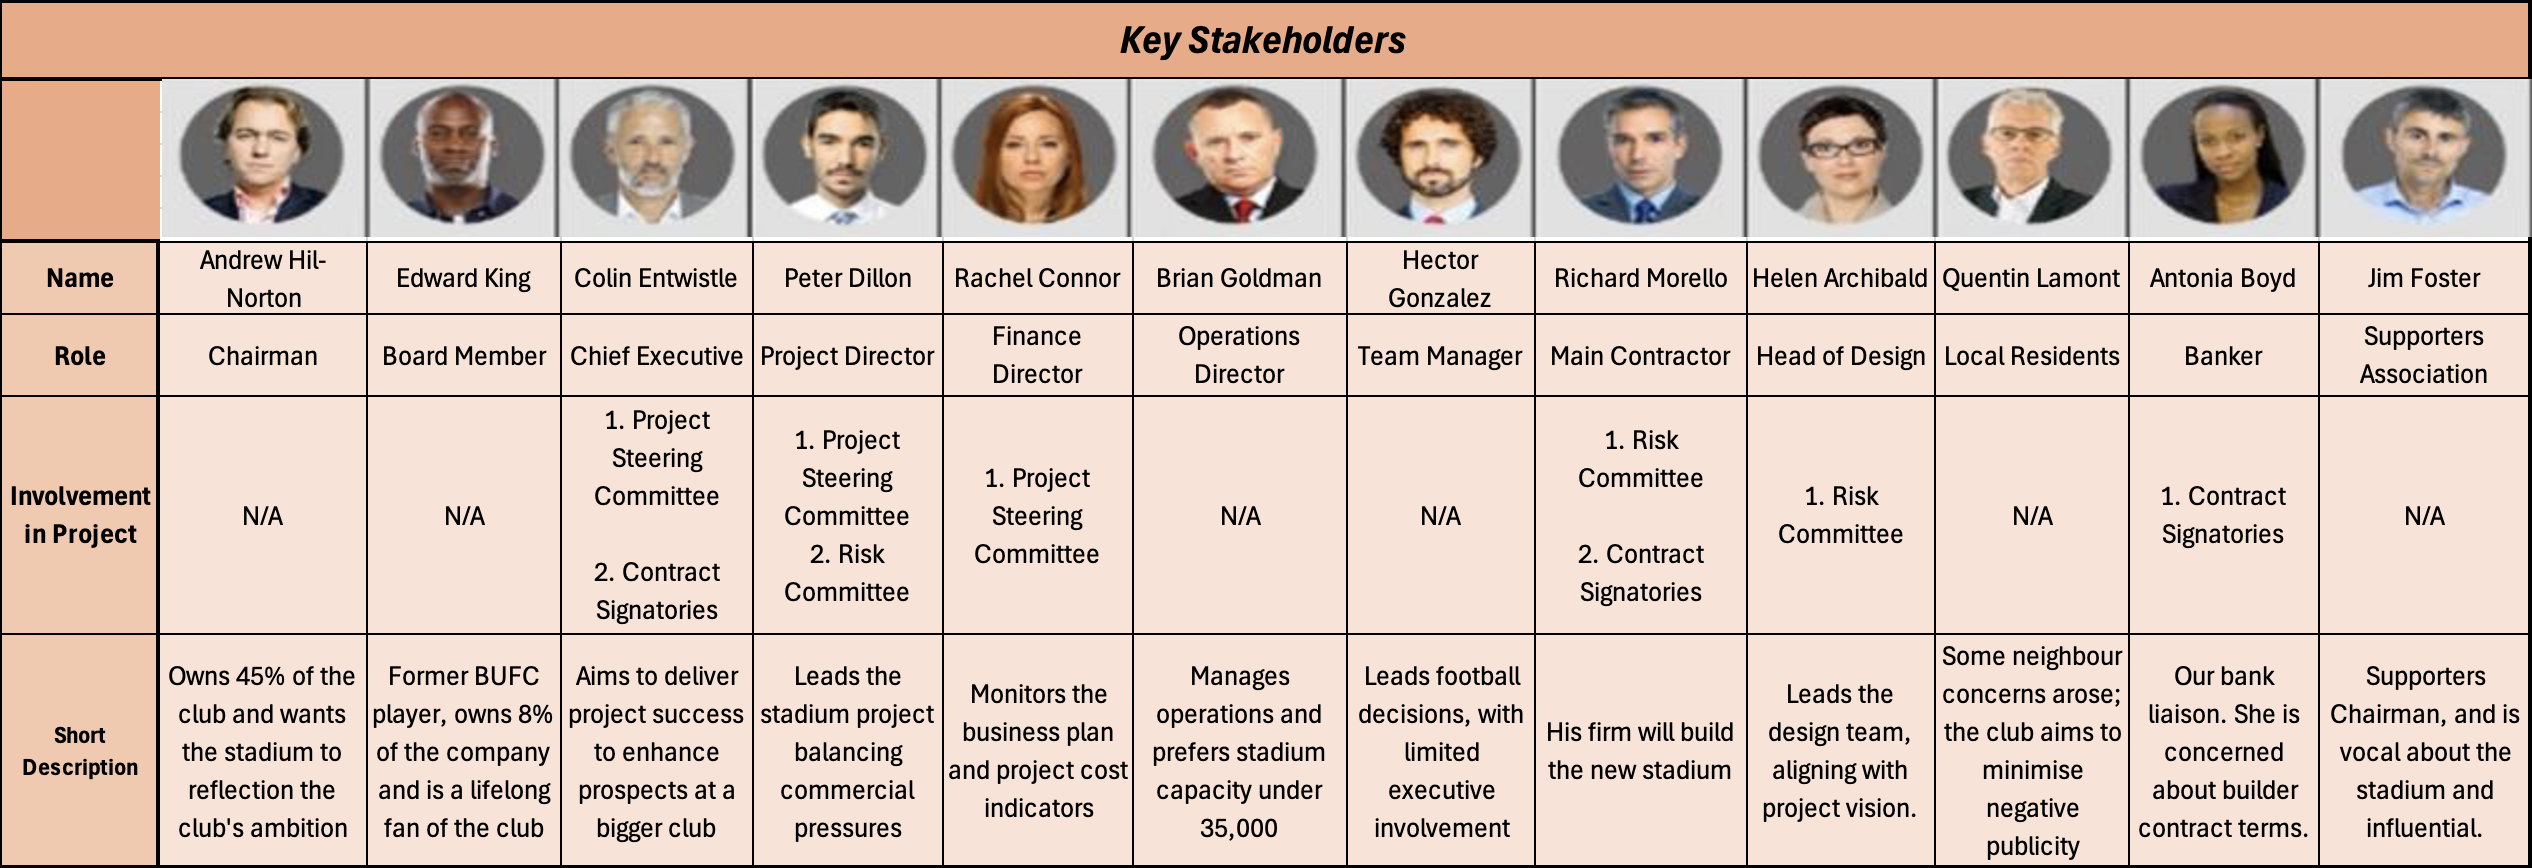 Key Stakeholders
Name
Andrew Hil-
Norton
Edward King
Colin Entwistle
Peter Dillon
Rachel Connor
Brian Goldman
Hector
Gonzalez
Richard Morello
Helen Archibald
Quentin Lamont
Antonia Boyd
Jim Foster
Role
Chairman
Board Member
Chief Executive
Project Director
Finance
Director
Operations
Director
Team Manager
Main Contractor
Head of Design
Local Residents
Banker
Supporters
Association
Involvement
in Project
N/A
N/A
1. Project
Steering
Committee
2. Contract
Signatories
1. Project
Steering
Committee
2. Risk
Committee
1. Project
Steering
Committee
N/A
N/A
1. Risk
Committee
2. Contract
Signatories
1. Risk
Committee
N/A
1. Contract
Signatories
N/A
Short
Description
Owns 45% of the
club and wants
the stadium to
reflection the
club's ambition
Former BUFC
player, owns 8%
of the company
and is a lifelong
fan of the club
Aims to deliver
project success
to enhance
prospects at a
bigger club
Leads the
stadium project
balancing
commercial
pressures
Monitors the
business plan
and project cost
indicators
Manages
operations and
prefers stadium
capacity under
35,000
Leads football
decisions, with
limited
executive
involvement
His firm will build
the new stadium
Leads the
design team,
aligning with
project vision.
Some neighbour
concerns arose;
the club aims to
minimise
negative
publicity
Our bank
liaison. She is
concerned
about builder
contract terms.
Supporters
Chairman, and is
vocal about the
stadium and
influential.